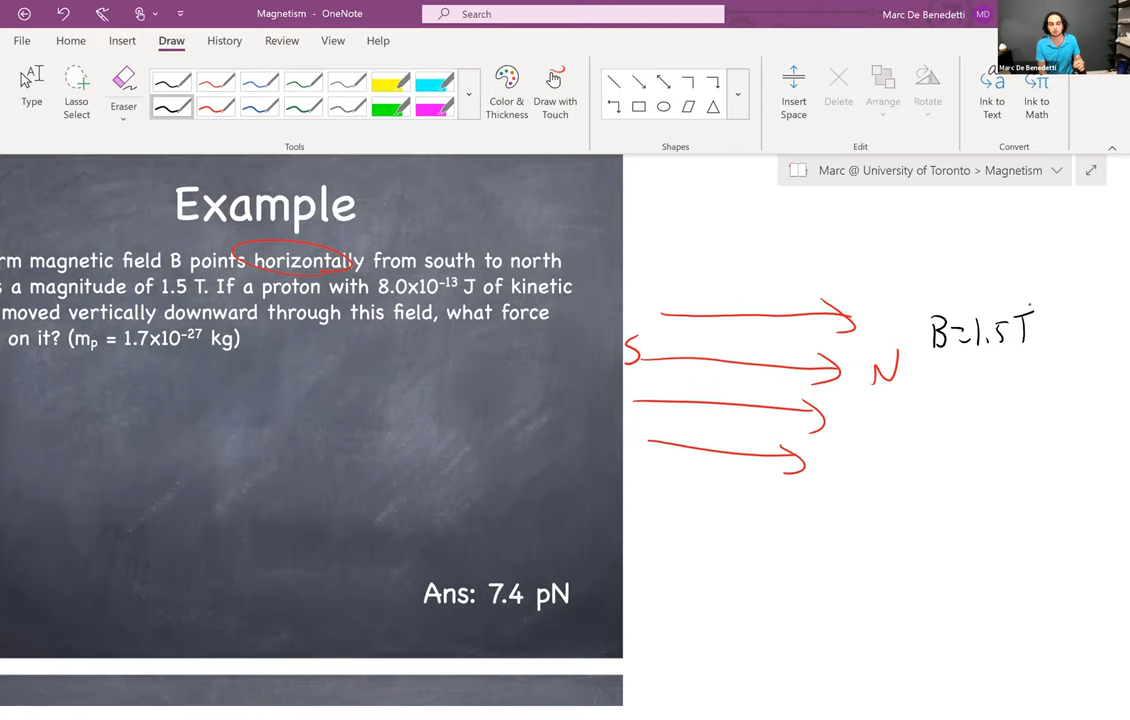 Magnetism - OneNote
Search
Marc De Benedetti
MD
Marc De Benedetti
File
Home
Insert
Draw
History
Review
View
Help
Type
Lasso Select
Eraser
Color & Thickness
Draw with Touch
Insert Space
Delete
Arrange
Rotate
Ink to Text
Ink to Math
Tools
Shapes
Edit
Convert
Marc @ University of Toronto > Magnetism
Example
rm magnetic field B points horizontally from south to north
s a magnitude of 1.5 T. If a proton with 8.0x10⁻¹³ J of kinetic
moved vertically downward through this field, what force
on it? (mₚ = 1.7x10⁻²⁷ kg)
S
N
B=1.5T
Ans: 7.4 pN